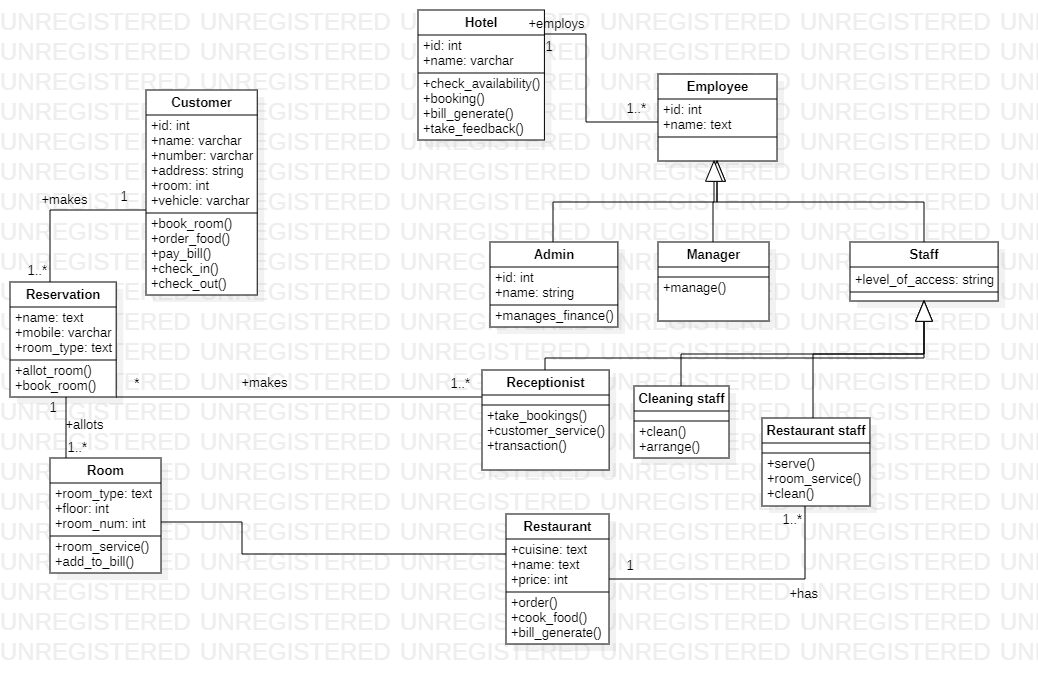 Hotel
+id: int
+name: varchar
+check_availability()
+booking()
+bill_generate()
+take_feedback()
+employs
1
1..*
Employee
+id: int
+name: text
Customer
+id: int
+name: varchar
+number: varchar
+address: string
+room: int
+vehicle: varchar
+book_room()
+order_food()
+pay_bill()
+check_in()
+check_out()
+makes
1
1..*
Reservation
+name: text
+mobile: varchar
+room_type: text
+allot_room()
+book_room()
Admin
+id: int
+name: string
+manages_finance()
Manager
+manage()
Staff
+level_of_access: string
*
+makes
1..*
Receptionist
+take_bookings()
+customer_service()
+transaction()
Cleaning staff
+clean()
+arrange()
Restaurant staff
+serve()
+room_service()
+clean()
1
+allots
1..*
Room
+room_type: text
+floor: int
+room_num: int
+room_service()
+add_to_bill()
Restaurant
+cuisine: text
+name: text
+price: int
+order()
+cook_food()
+bill_generate()
1
1..*
+has
UNREGISTERED UNREGISTERED UNREGISTERED UNREGISTERED UNREGISTERED UN